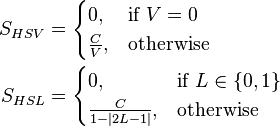 S_{HSV} = \begin{cases} 0, & \text{if } V = 0 \\ \frac{C}{V}, & \text{otherwise} \end{cases}
S_{HSL} = \begin{cases} 0, & \text{if } L \in \{0, 1\} \\ \frac{C}{1-|2L-1|}, & \text{otherwise} \end{cases}